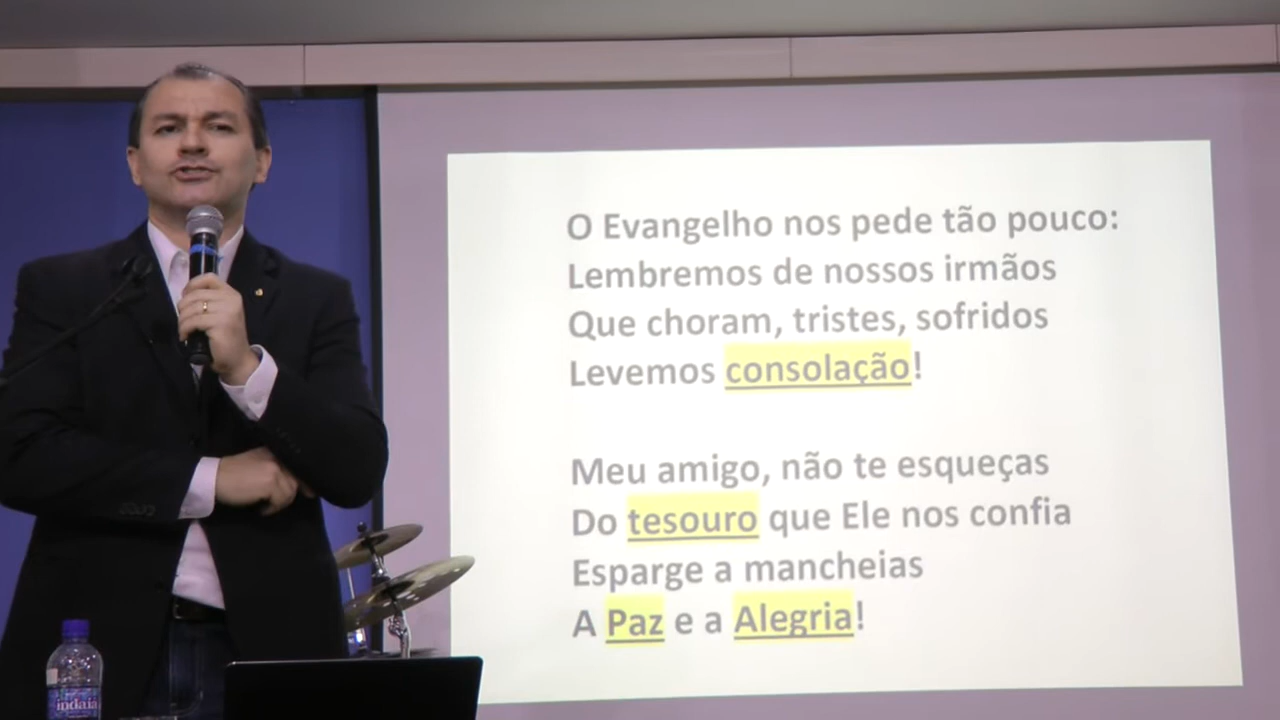 O Evangelho nos pede tão pouco:
Lembremos de nossos irmãos
Que choram, tristes, sofridos
Levemos consolação!
Meu amigo, não te esqueças
Do tesouro que Ele nos confia
Esparge a mancheias
A Paz e a Alegria!
indaiá